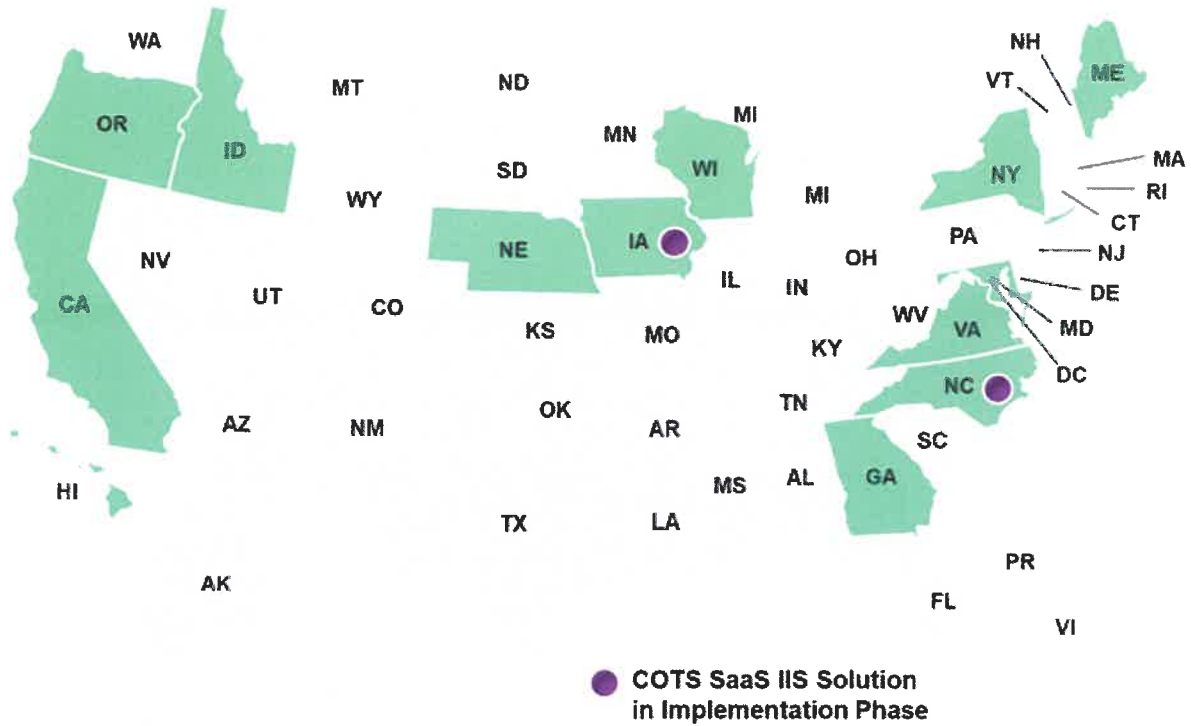 WA
MT
ND
NH
ME
VT
OR
ID
MN
MI
MA
SD
WI
NY
RI
WY
MI
CT
NE
IA
PA
NJ
NV
OH
UT
CO
IL
IN
DE
CA
WV
MD
KS
MO
KY
VA
DC
NC
TN
AZ
NM
OK
AR
SC
HI
MS
AL
GA
TX
LA
AK
PR
FL
VI
COTS SaaS IIS Solution
in Implementation Phase